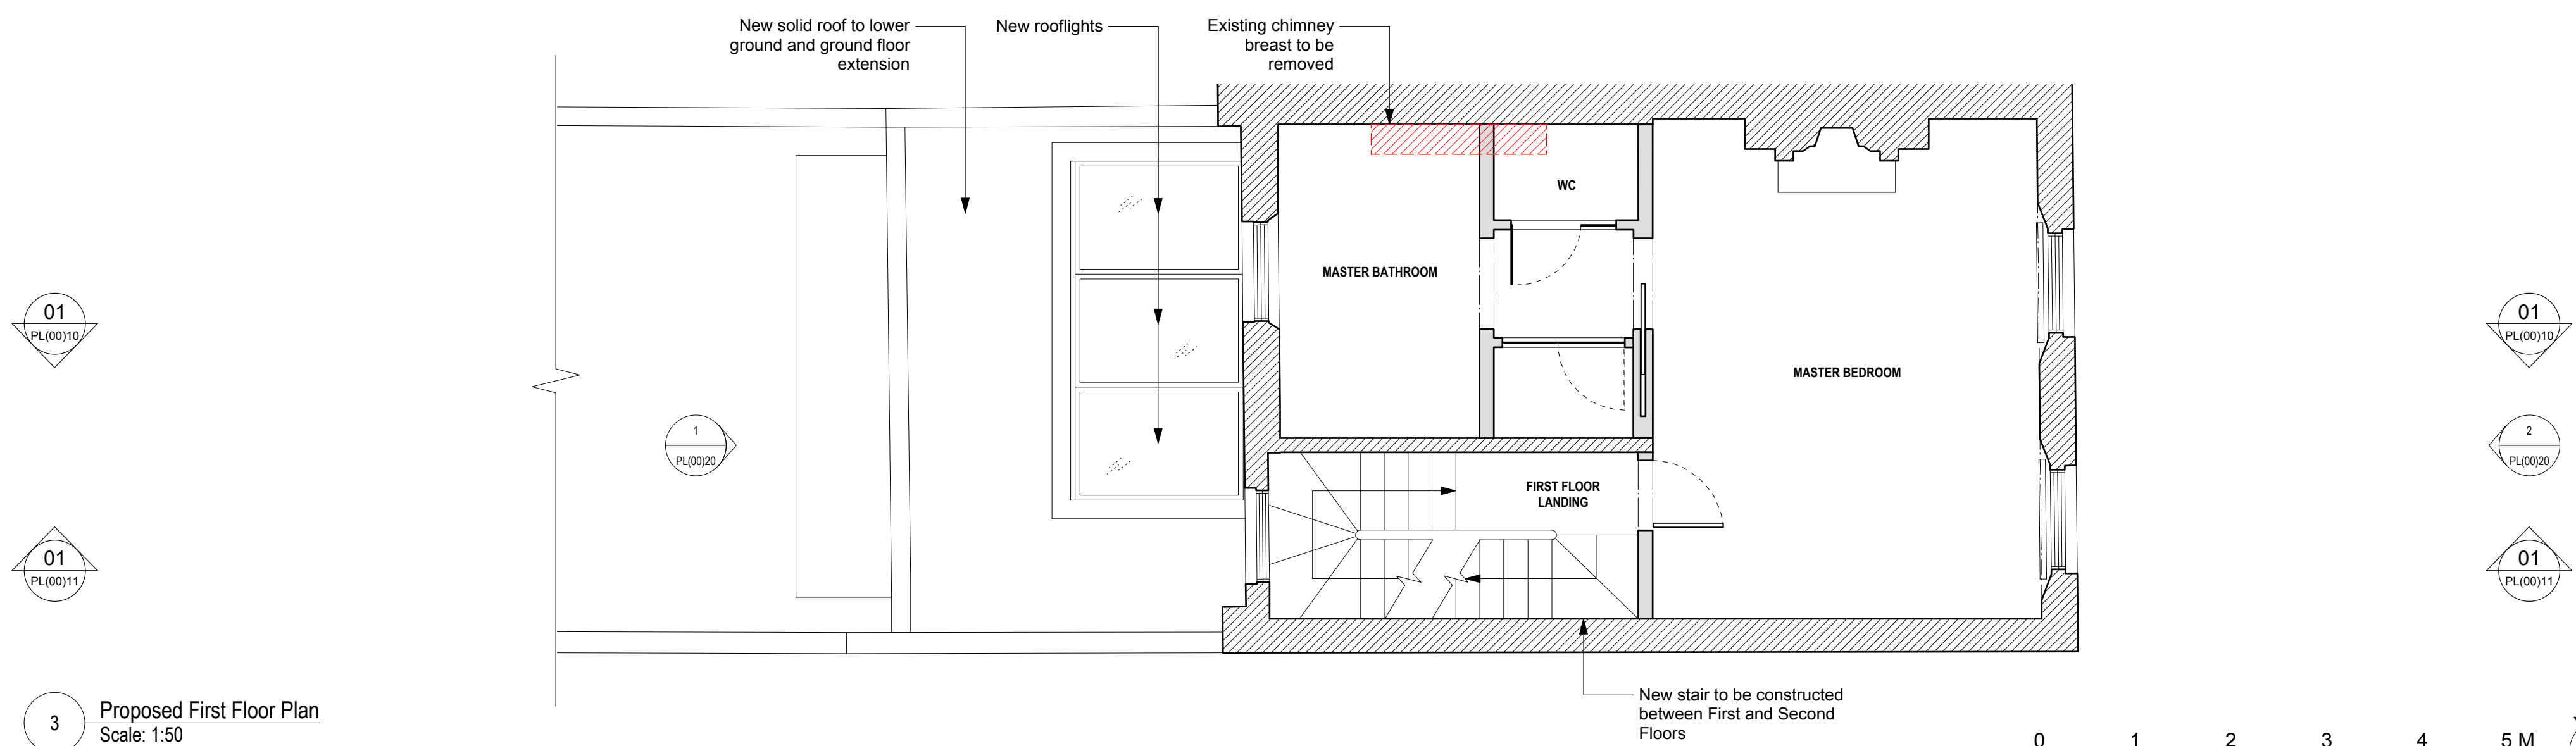 New solid roof to lower
ground and ground floor
extension
New rooflights
Existing chimney
breast to be
removed
WC
MASTER BATHROOM
MASTER BEDROOM
FIRST FLOOR
LANDING
01
PL(00)10
01
PL(00)10
1
PL(00)20
2
PL(00)20
01
PL(00)11
01
PL(00)11
New stair to be constructed
between First and Second
Floors
3
Proposed First Floor Plan
Scale: 1:50
0 1 2 3 4 5 M